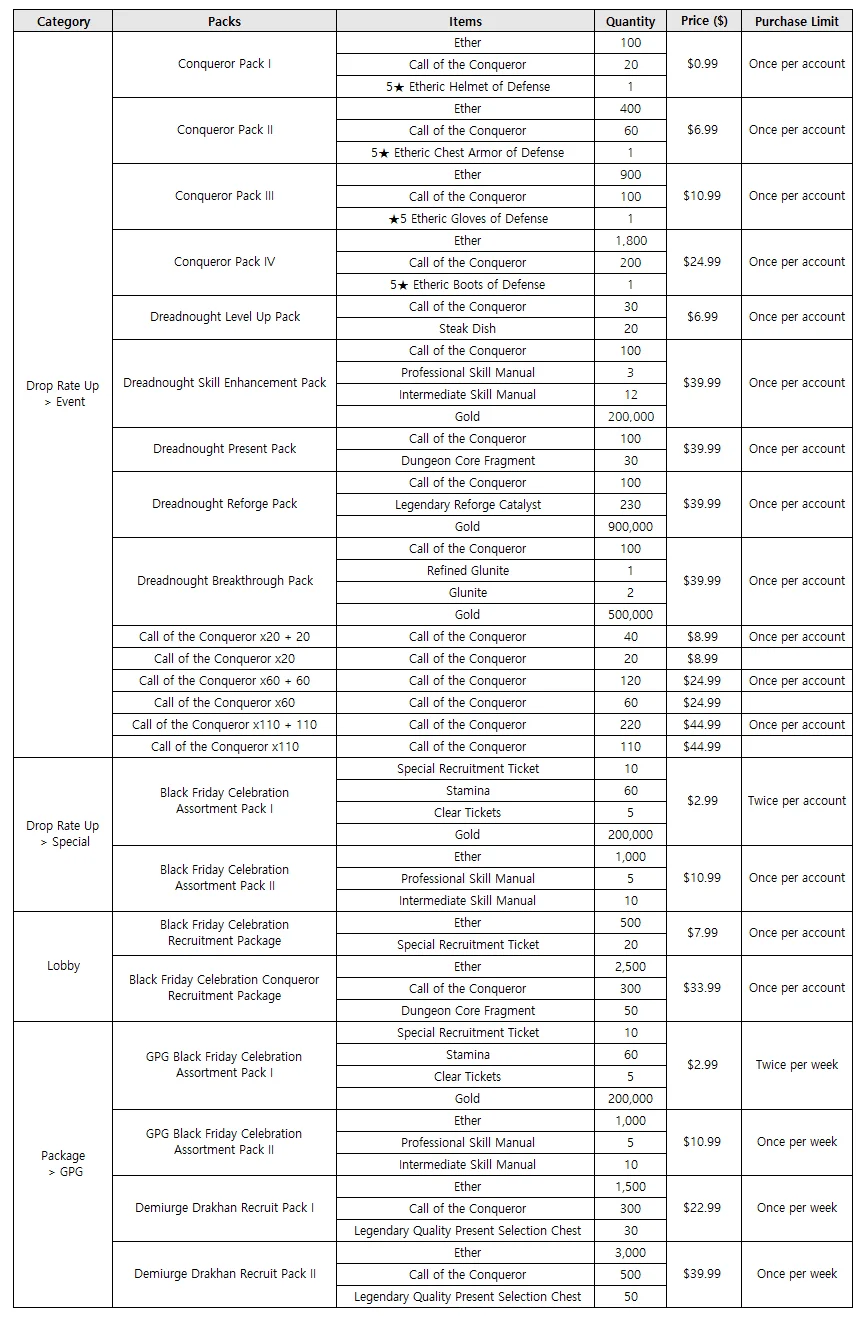 Category Packs Items Quantity Price ($) Purchase Limit
Drop Rate Up
> Event
Conqueror Pack I
Ether 100
Call of the Conqueror 20
5★ Etheric Helmet of Defense 1
$0.99 Once per account
Conqueror Pack II
Ether 400
Call of the Conqueror 60
5★ Etheric Chest Armor of Defense 1
$6.99 Once per account
Conqueror Pack III
Ether 900
Call of the Conqueror 100
★5 Etheric Gloves of Defense 1
$10.99 Once per account
Conqueror Pack IV
Ether 1,800
Call of the Conqueror 200
5★ Etheric Boots of Defense 1
$24.99 Once per account
Dreadnought Level Up Pack
Call of the Conqueror 30
Steak Dish 20
$6.99 Once per account
Dreadnought Skill Enhancement Pack
Call of the Conqueror 100
Professional Skill Manual 3
Intermediate Skill Manual 12
Gold 200,000
$39.99 Once per account
Dreadnought Present Pack
Call of the Conqueror 100
Dungeon Core Fragment 30
$39.99 Once per account
Dreadnought Reforge Pack
Call of the Conqueror 100
Legendary Reforge Catalyst 230
Gold 900,000
$39.99 Once per account
Dreadnought Breakthrough Pack
Call of the Conqueror 100
Refined Glunite 1
Glunite 2
Gold 500,000
$39.99 Once per account
Call of the Conqueror x20 + 20 Call of the Conqueror 40 $8.99 Once per account
Call of the Conqueror x20 Call of the Conqueror 20 $8.99
Call of the Conqueror x60 + 60 Call of the Conqueror 120 $24.99 Once per account
Call of the Conqueror x60 Call of the Conqueror 60 $24.99
Call of the Conqueror x110 + 110 Call of the Conqueror 220 $44.99 Once per account
Call of the Conqueror x110 Call of the Conqueror 110 $44.99
Drop Rate Up
> Special
Black Friday Celebration
Assortment Pack I
Special Recruitment Ticket 10
Stamina 60
Clear Tickets 5
Gold 200,000
$2.99 Twice per account
Black Friday Celebration
Assortment Pack II
Ether 1,000
Professional Skill Manual 5
Intermediate Skill Manual 10
$10.99 Once per account
Lobby
Black Friday Celebration
Recruitment Package
Ether 500
Special Recruitment Ticket 20
$7.99 Once per account
Black Friday Celebration Conqueror
Recruitment Package
Ether 2,500
Call of the Conqueror 300
Dungeon Core Fragment 50
$33.99 Once per account
Package
> GPG
GPG Black Friday Celebration
Assortment Pack I
Special Recruitment Ticket 10
Stamina 60
Clear Tickets 5
Gold 200,000
$2.99 Twice per week
GPG Black Friday Celebration
Assortment Pack II
Ether 1,000
Professional Skill Manual 5
Intermediate Skill Manual 10
$10.99 Once per week
Demiurge Drakhan Recruit Pack I
Ether 1,500
Call of the Conqueror 300
Legendary Quality Present Selection Chest 30
$22.99 Once per week
Demiurge Drakhan Recruit Pack II
Ether 3,000
Call of the Conqueror 500
Legendary Quality Present Selection Chest 50
$39.99 Once per week